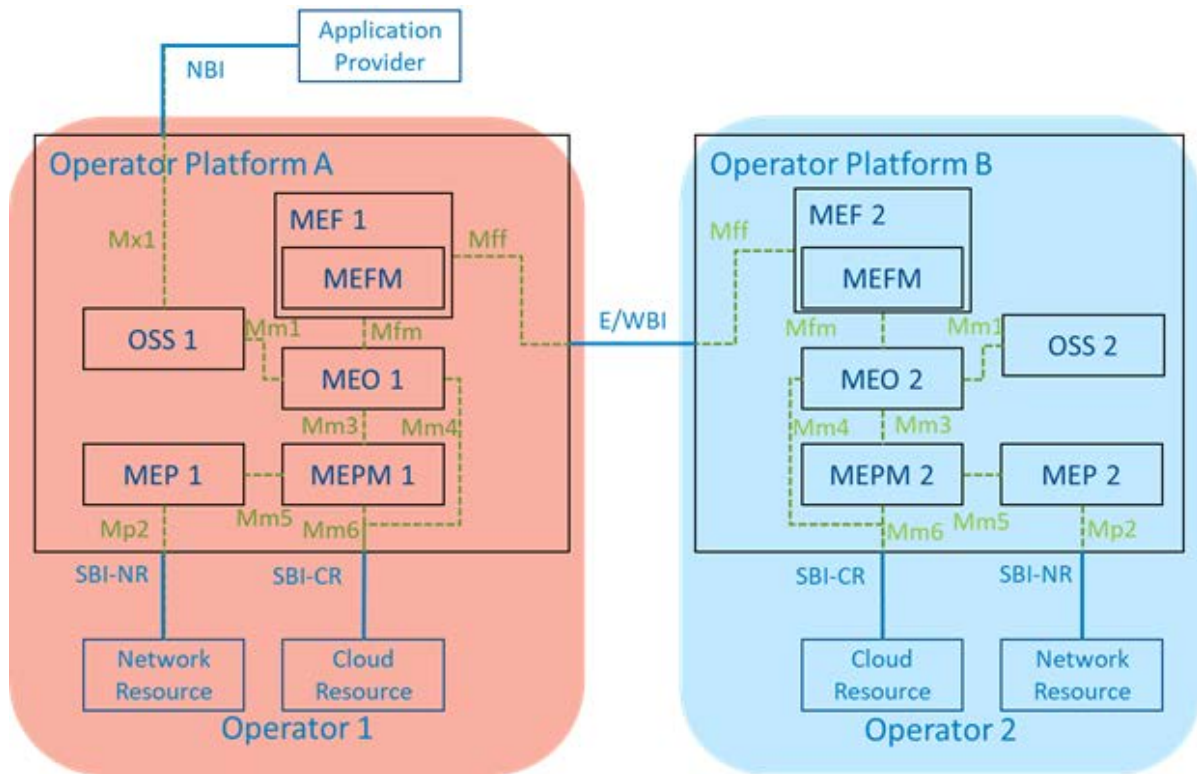 Application
Provider
NBI
Operator Platform A
MEF 1
MEFM
Mx1
Mff
OSS 1
Mm1
Mfm
MEO 1
Mm3
Mm4
MEP 1
MEPM 1
Mm5
Mp2
Mm6
SBI-NR
SBI-CR
Network
Resource
Cloud
Resource
Operator 1
E/WBI
Operator Platform B
Mff
MEF 2
MEFM
Mfm
Mm1
OSS 2
MEO 2
Mm4
Mm3
MEPM 2
MEP 2
Mm5
Mm6
Mp2
SBI-CR
SBI-NR
Cloud
Resource
Network
Resource
Operator 2